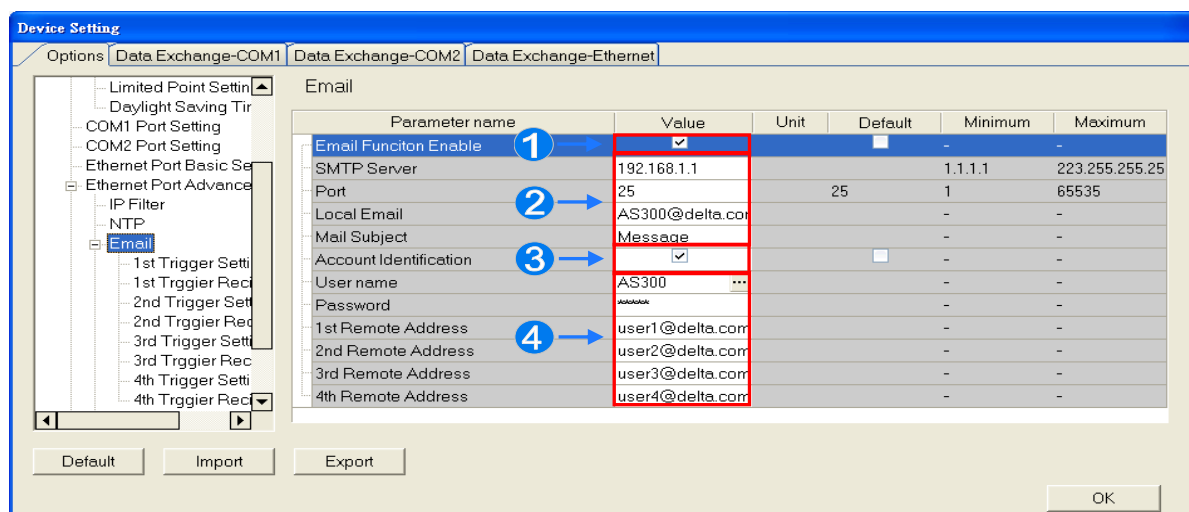 Device Setting
Options Data Exchange-COM1 Data Exchange-COM2 Data Exchange-Ethernet
Limited Point Settin
Daylight Saving Tir
COM1 Port Setting
COM2 Port Setting
Ethernet Port Basic Se
Ethernet Port Advance
IP Filter
NTP
Email
1st Trigger Setti
1st Trggier Reci
2nd Trigger Sett
2nd Trggier Rec
3rd Trigger Setti
3rd Trggier Rec
4th Trigger Setti
4th Trggier Reci
Email
Parameter name Value Unit Default Minimum Maximum
Email Funciton Enable 1 - -
SMTP Server 192.168.1.1 1.1.1.1 223.255.255.25
Port 25 25 1 65535
Local Email 2 AS300@delta.cor - -
Mail Subject Message - -
Account Identification 3 - -
User name AS300 ... - -
Password ****** - -
1st Remote Address user1@delta.com - -
2nd Remote Address 4 user2@delta.com - -
3rd Remote Address user3@delta.com - -
4th Remote Address user4@delta.com - -
Default Import Export
OK